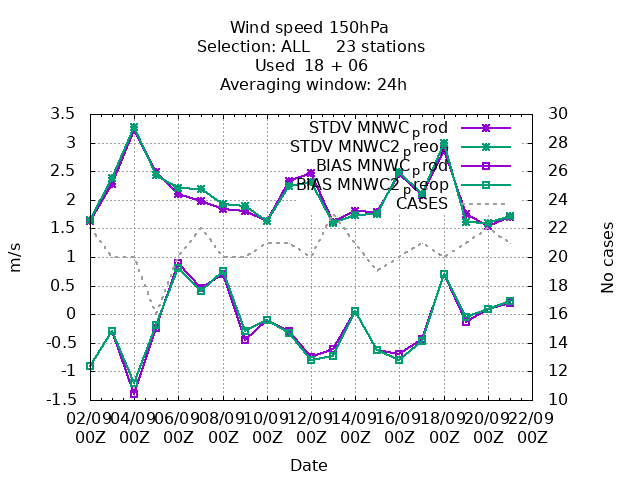 Wind speed 150hPa
Selection: ALL     23 stations
Used  18 + 06
Averaging window: 24h
3.5
3
2.5
2
1.5
1
0.5
0
-0.5
-1
-1.5
m/s
30
28
26
24
22
20
18
16
14
12
10
No cases
STDV MNWCprod
STDV MNWC2preop
BIAS MNWCprod
BIAS MNWC2preop
CASES
02/09 04/09 06/09 08/09 10/09 12/09 14/09 16/09 18/09 20/09 22/09
00Z 00Z 00Z 00Z 00Z 00Z 00Z 00Z 00Z 00Z 00Z
Date